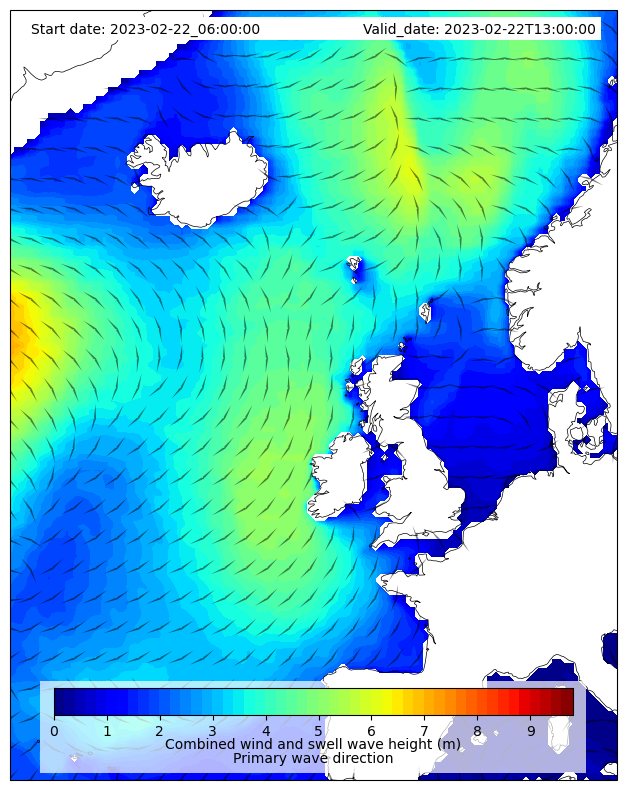 Start date: 2023-02-22_06:00:00 Valid_date: 2023-02-22T13:00:00
0 1 2 3 4 5 6 7 8 9
Combined wind and swell wave height (m)
Primary wave direction